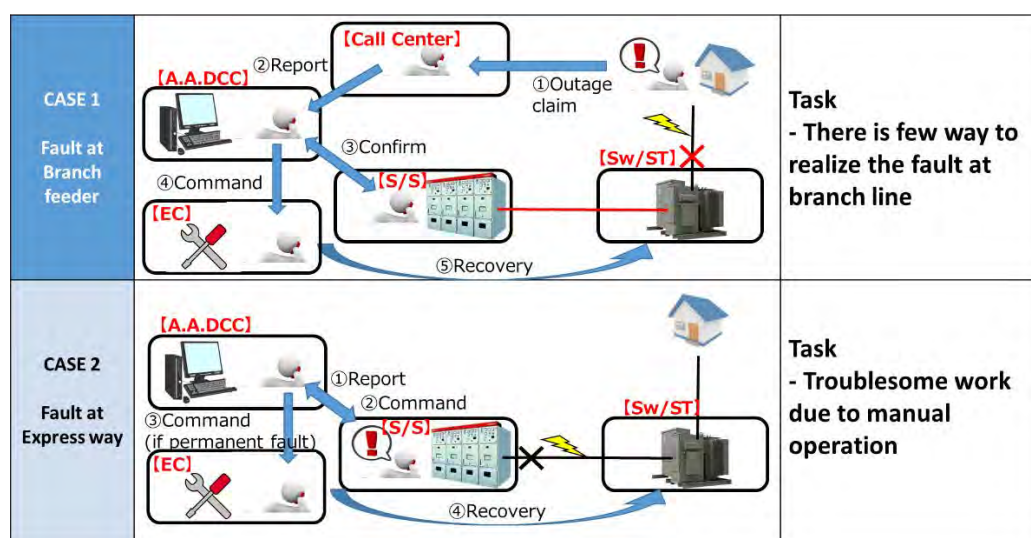 CASE 1
Fault at
Branch
feeder
【Call Center】
②Report
①Outage
claim
【A.A.DCC】
③Confirm
【Sw/ST】
④Command
【S/S】
【EC】
⑤Recovery
Task
- There is few way to
realize the fault at
branch line
CASE 2
Fault at
Express way
【A.A.DCC】
①Report
②Command
【Sw/ST】
③Command
(if permanent fault)
【S/S】
【EC】
④Recovery
Task
- Troublesome work
due to manual
operation